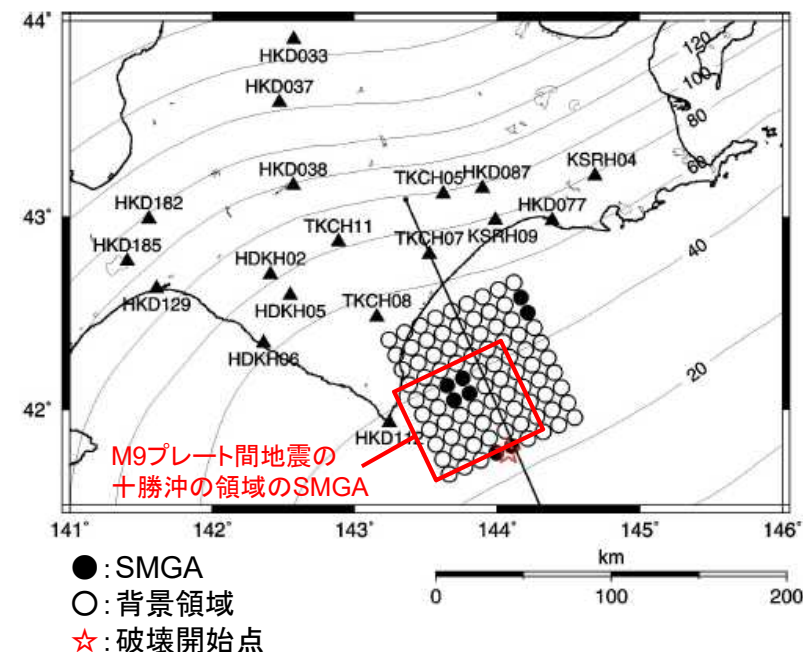 44˚
HKD033
120
HKD037
100
80
HKD038
TKCH05
HKD087
KSRH04
60
HKD182
43˚
TKCH11
TKCH07
KSRH09
HKD077
HKD185
HDKH02
40
HKD129
HDKH05
TKCH08
HDKH06
20
42˚
HKD112
M9プレート間地震の
十勝沖の領域のSMGA
141˚ 142˚ 143˚ 144˚ 145˚ 146˚
●:SMGA
○:背景領域
☆:破壊開始点
km
0 100 200